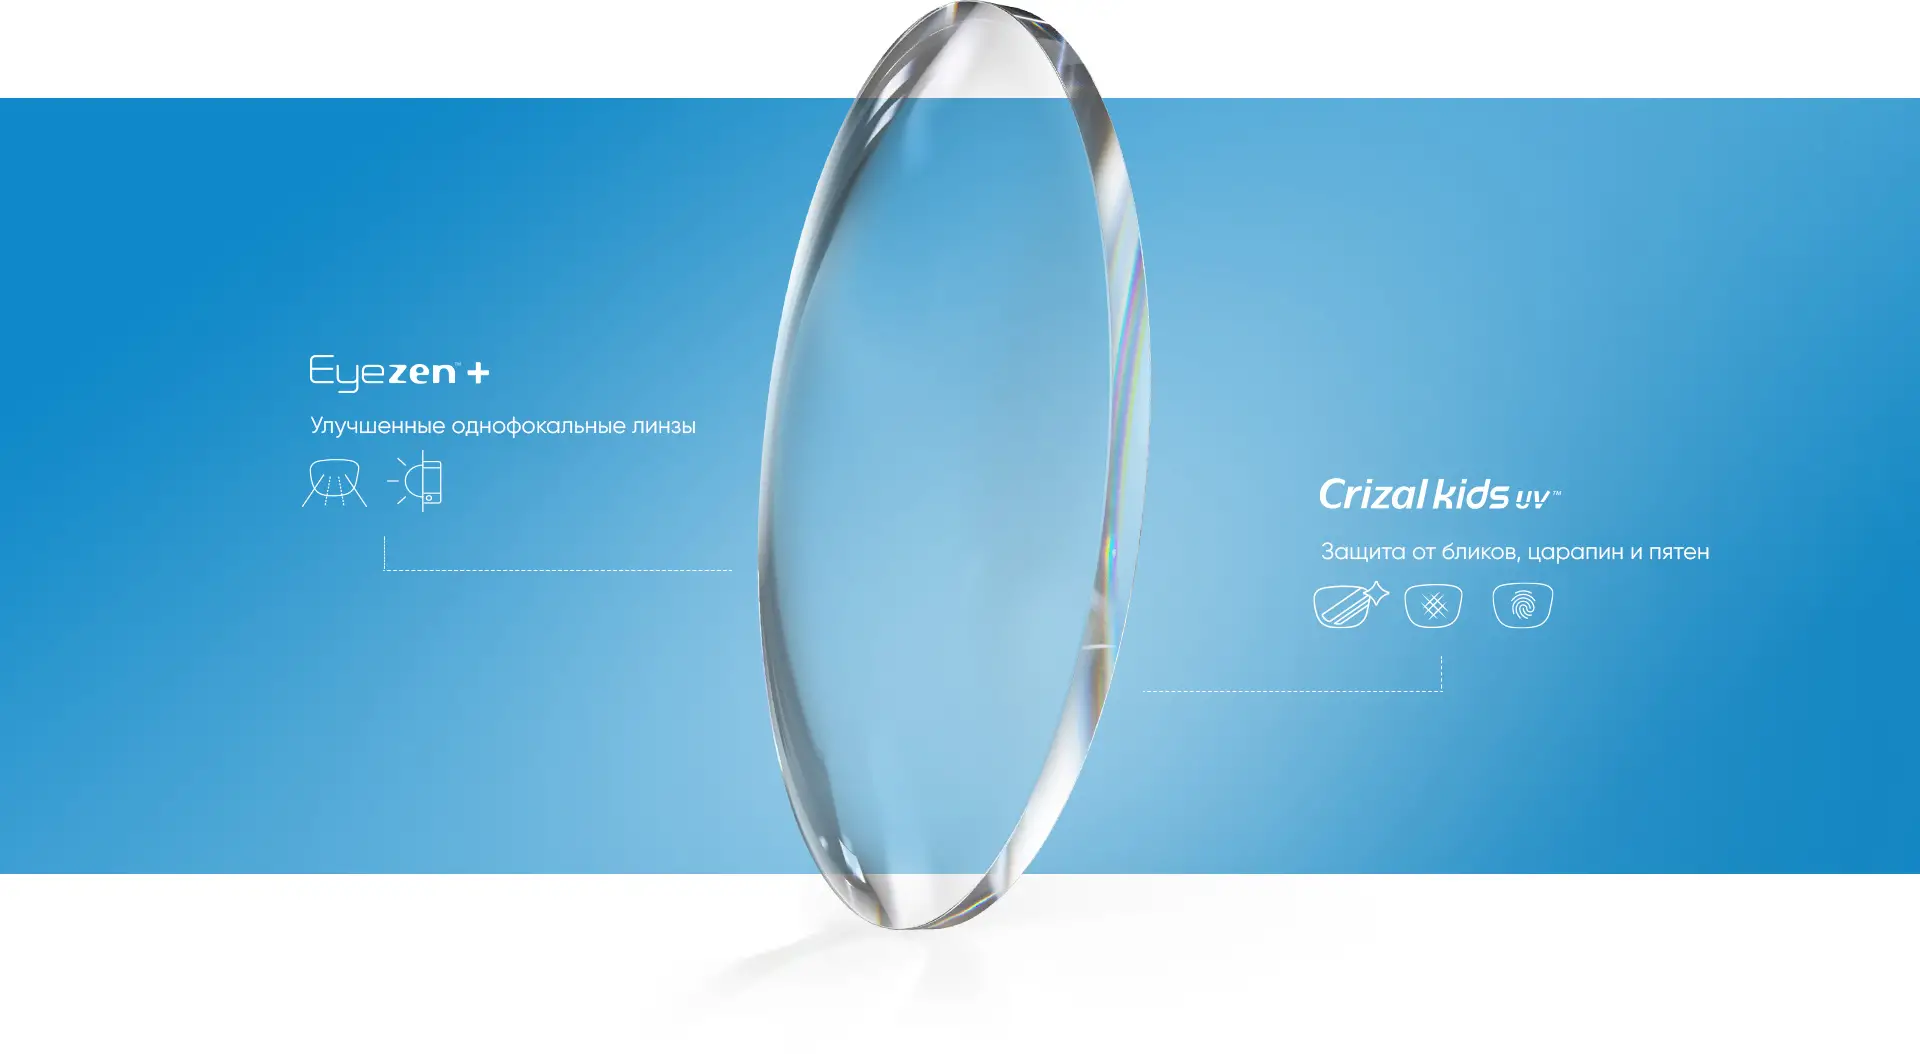 Eyezen™+
Улучшенные однофокальные линзы
Crizal kids UV™
Защита от бликов, царапин и пятен